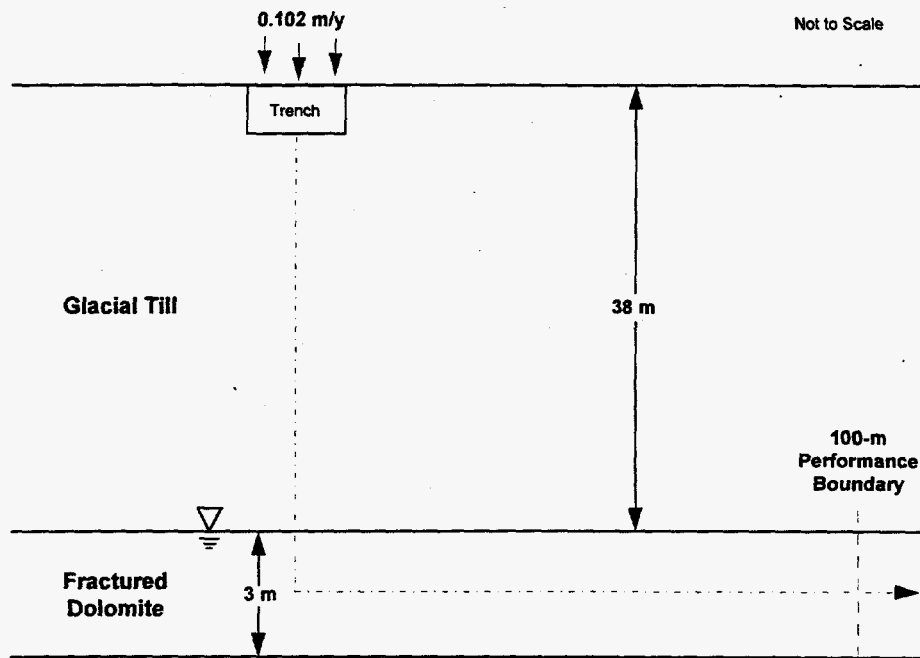 0.102 m/y
Not to Scale
Trench
Glacial Till
38 m
100-m
Performance
Boundary
Fractured
Dolomite
3 m